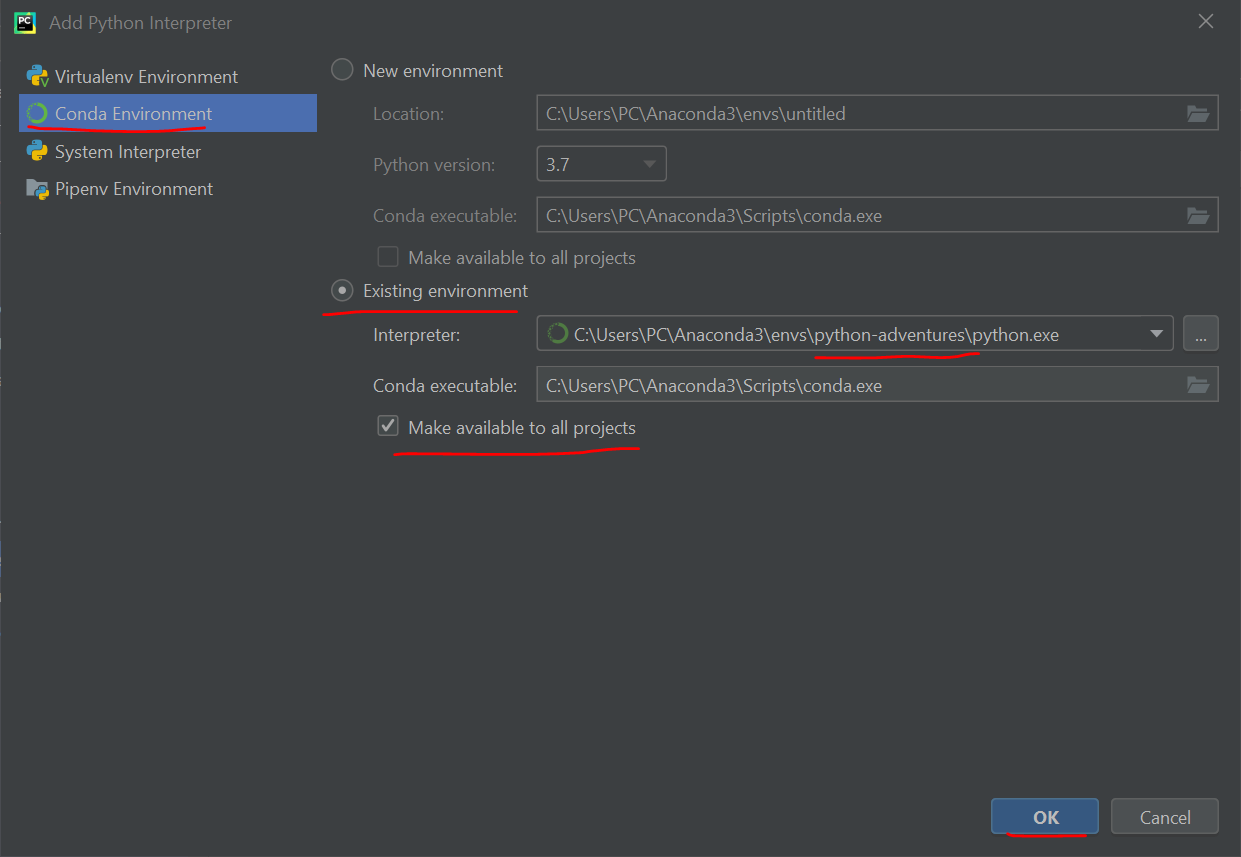 PC Add Python Interpreter
Virtualenv Environment
Conda Environment
System Interpreter
Pipenv Environment
New environment
Location: C:\Users\PC\Anaconda3\envs\untitled
Python version: 3.7
Conda executable: C:\Users\PC\Anaconda3\Scripts\conda.exe
Make available to all projects
Existing environment
Interpreter: C:\Users\PC\Anaconda3\envs\python-adventures\python.exe ...
Conda executable: C:\Users\PC\Anaconda3\Scripts\conda.exe
Make available to all projects
OK Cancel